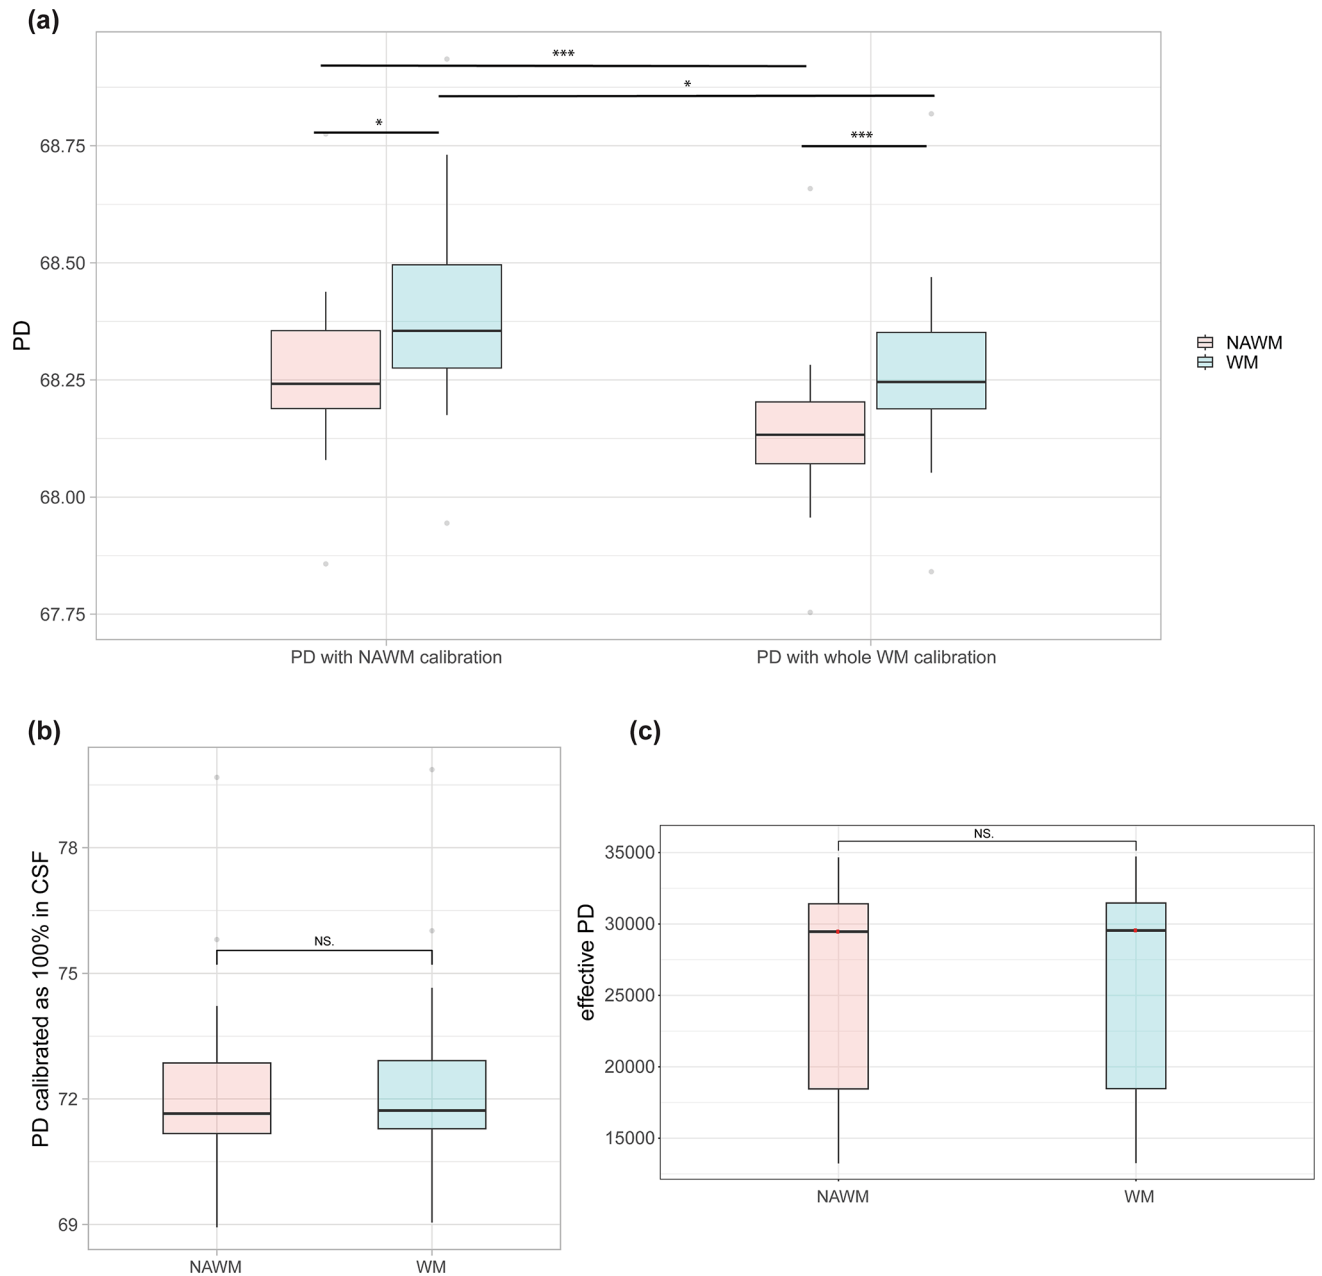 (a)
***
*
*
***
68.75
68.50
68.25
68.00
67.75
PD
NAWM
WM
PD with NAWM calibration
PD with whole WM calibration
(b)
(c)
78
75
72
69
PD calibrated as 100% in CSF
NS.
NAWM
WM
NS.
35000
30000
25000
20000
15000
effective PD
NAWM
WM